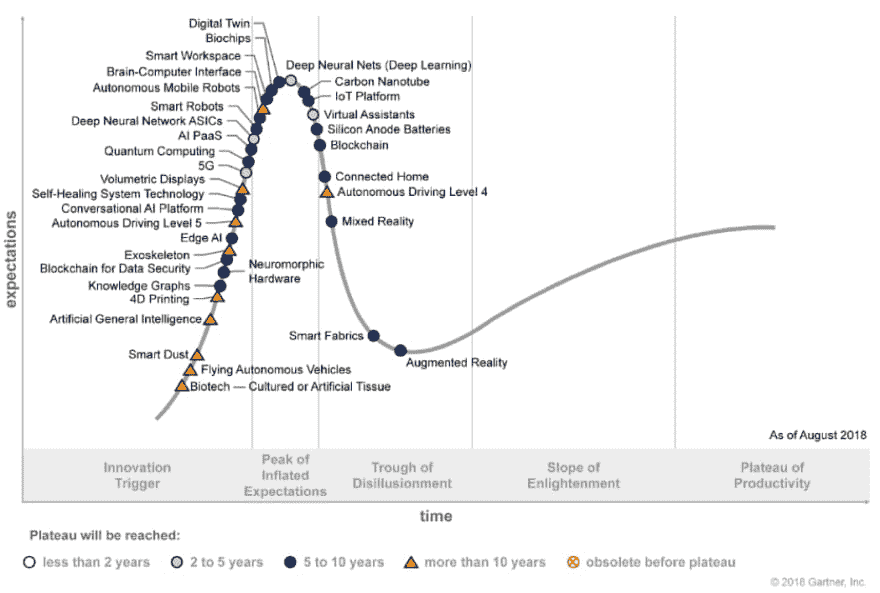 Digital Twin
Biochips
Smart Workspace
Brain-Computer Interface
Autonomous Mobile Robots
Smart Robots
Deep Neural Network ASICs
AI PaaS
Quantum Computing
5G
Volumetric Displays
Self-Healing System Technology
Conversational AI Platform
Autonomous Driving Level 5
Edge AI
Exoskeleton
Blockchain for Data Security
Neuromorphic
Hardware
Knowledge Graphs
4D Printing
Artificial General Intelligence
Smart Dust
Flying Autonomous Vehicles
Biotech — Cultured or Artificial Tissue
Deep Neural Nets (Deep Learning)
Carbon Nanotube
IoT Platform
Virtual Assistants
Silicon Anode Batteries
Blockchain
Connected Home
Autonomous Driving Level 4
Mixed Reality
Smart Fabrics
Augmented Reality
expectations
As of August 2018
Innovation
Trigger
Peak of
Inflated
Expectations
Trough of
Disillusionment
Slope of
Enlightenment
Plateau of
Productivity
time
Plateau will be reached:
less than 2 years
2 to 5 years
5 to 10 years
more than 10 years
obsolete before plateau
© 2018 Gartner, Inc.